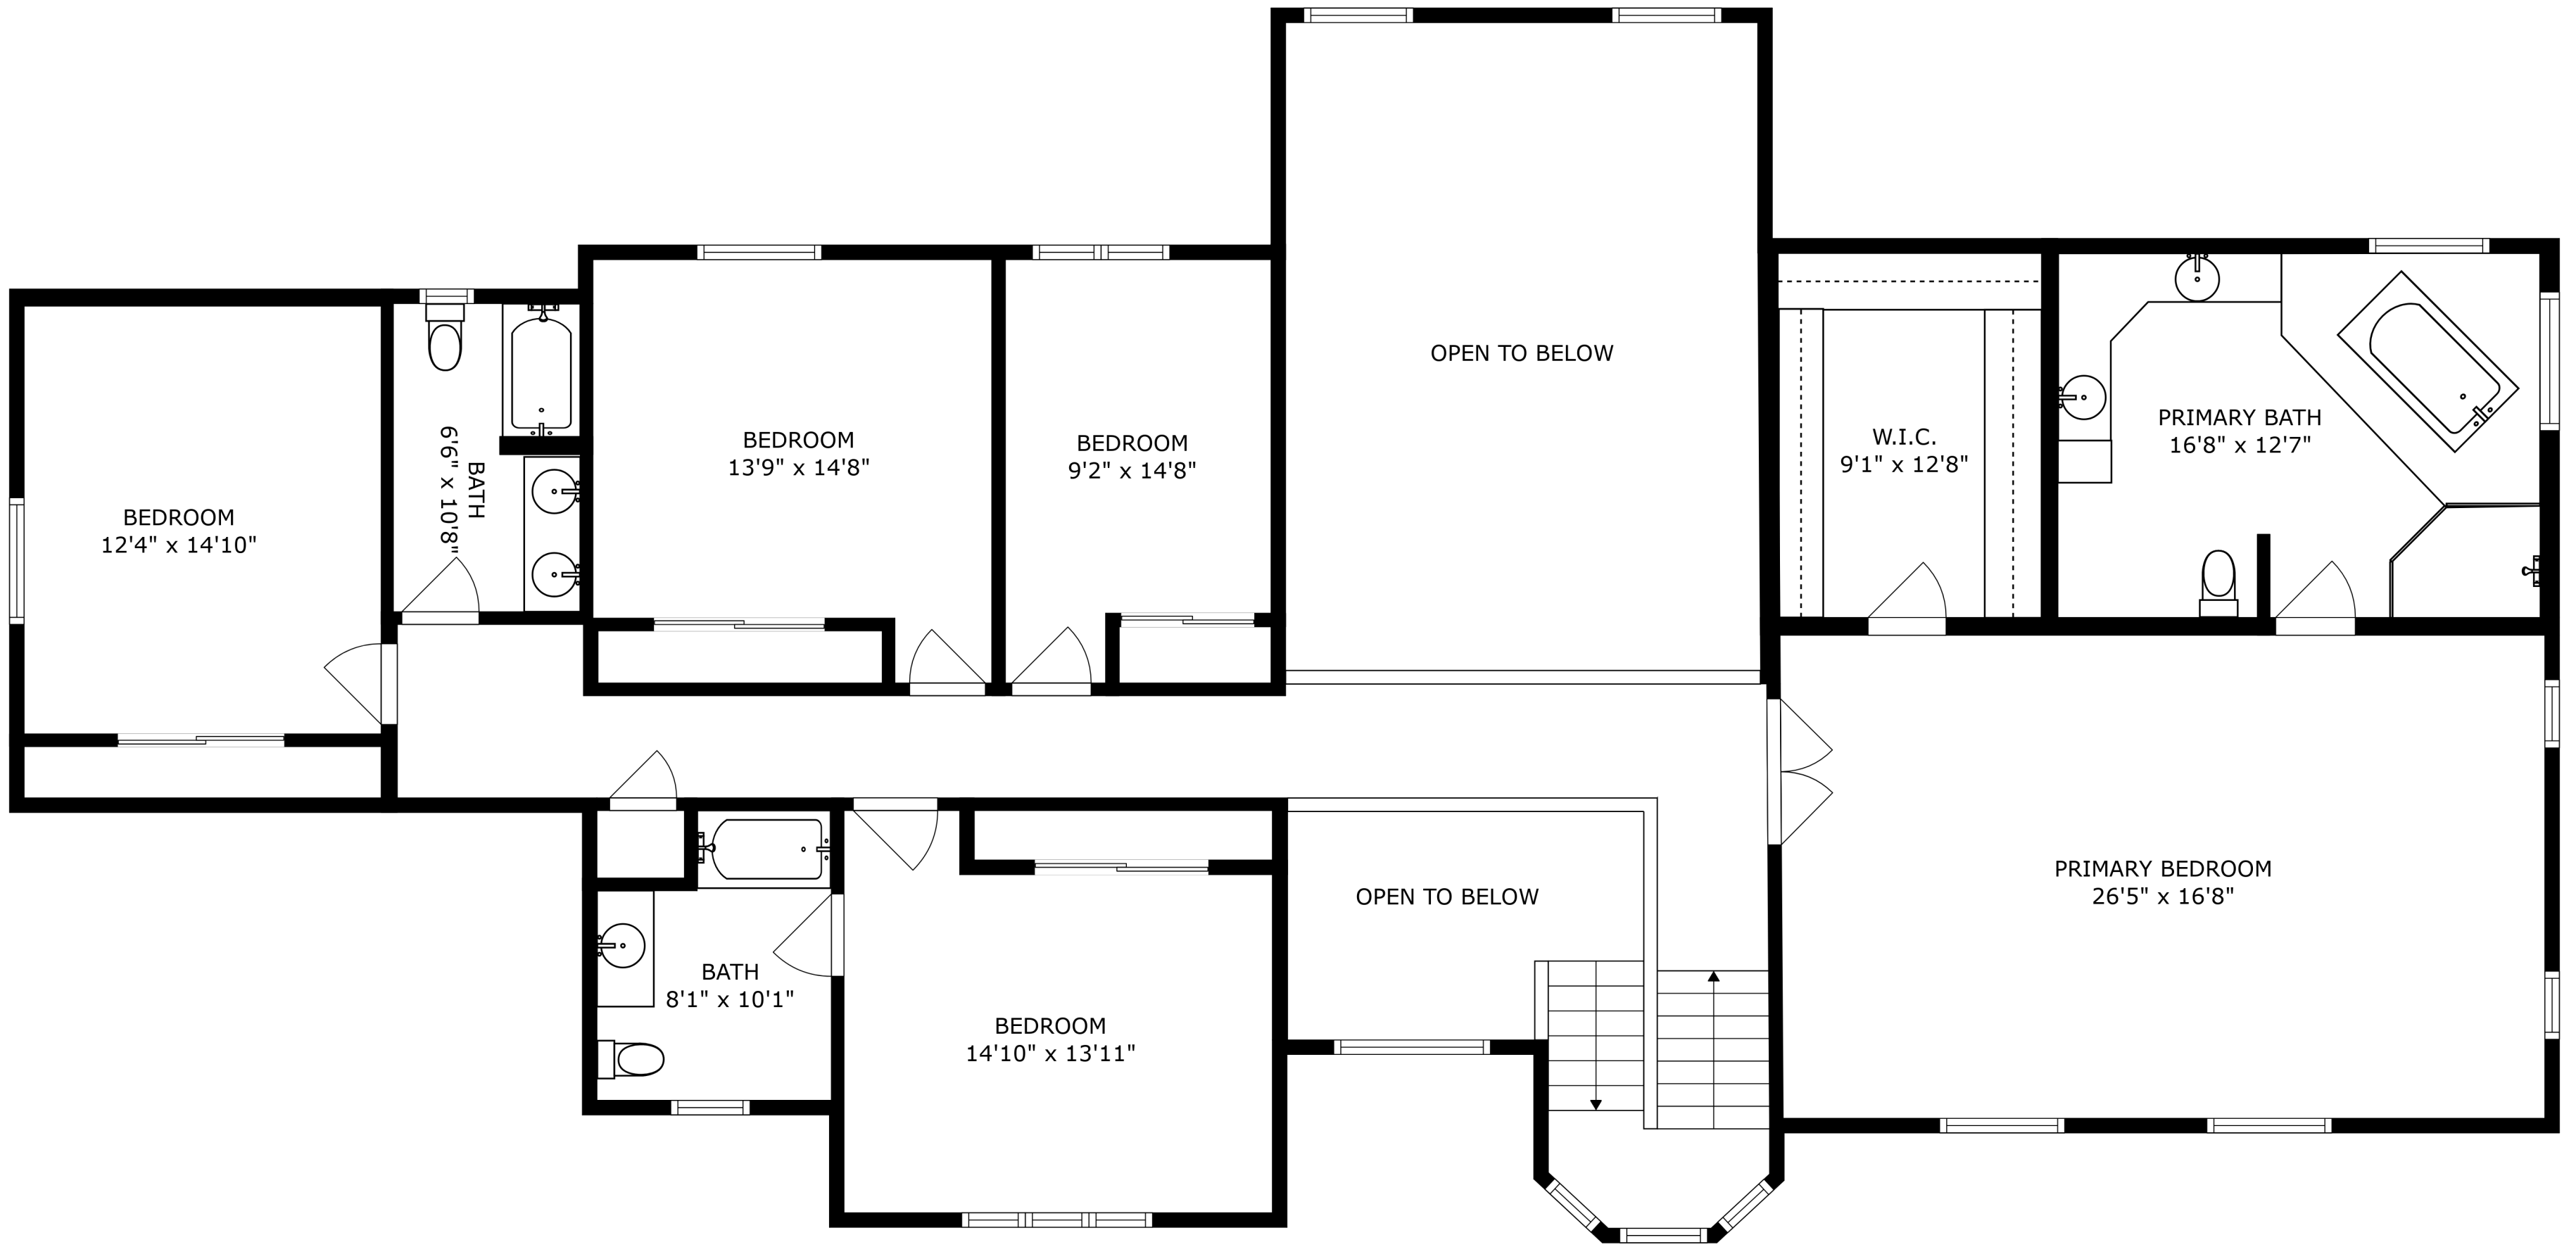 OPEN TO BELOW
BEDROOM
12'4" x 14'10"
BATH
6'6" x 10'8"
BEDROOM
13'9" x 14'8"
BEDROOM
9'2" x 14'8"
W.I.C.
9'1" x 12'8"
PRIMARY BATH
16'8" x 12'7"
PRIMARY BEDROOM
26'5" x 16'8"
OPEN TO BELOW
BATH
8'1" x 10'1"
BEDROOM
14'10" x 13'11"